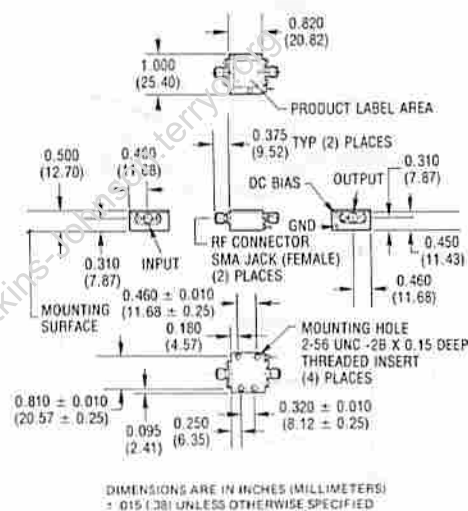 0.820
(20.82)
1.000
(25.40)
PRODUCT LABEL AREA
0.375 TYP (2) PLACES
(9.52)
0.500
(12.70)
0.460
(11.68)
0.310
(7.87)
DC BIAS
OUTPUT
GND
RF CONNECTOR
SMA JACK (FEMALE)
(2) PLACES
INPUT
0.310
(7.87)
0.450
(11.43)
0.460
(11.68)
MOUNTING
SURFACE
0.460 ± 0.010
(11.68 ± 0.25)
0.180
(4.57)
MOUNTING HOLE
2-56 UNC -2B X 0.15 DEEP
THREADED INSERT
(4) PLACES
0.810 ± 0.010
(20.57 ± 0.25)
0.095
(2.41)
0.250
(6.35)
0.320 ± 0.010
(8.12 ± 0.25)
DIMENSIONS ARE IN INCHES (MILLIMETERS)
± .015 (.38) UNLESS OTHERWISE SPECIFIED